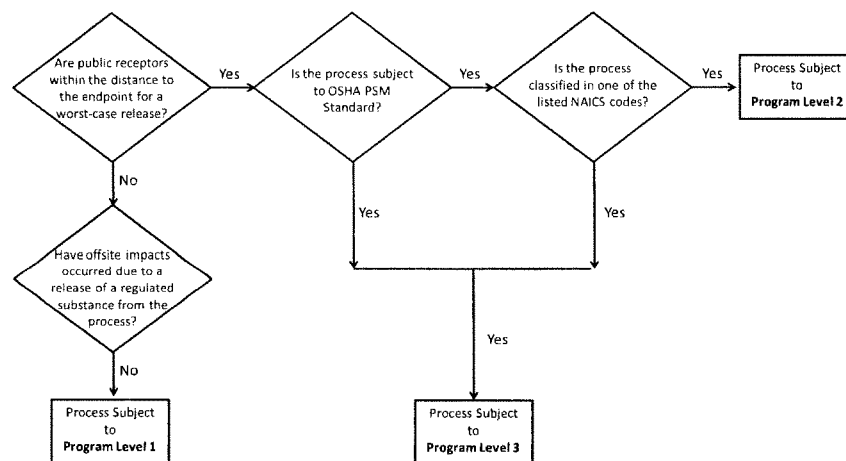 Are public receptors
within the distance to
the endpoint for a
worst-case release?
Yes
Is the process subject
to OSHA PSM
Standard?
Yes
Is the process
classified in one of the
listed NAICS codes?
Yes
Process Subject
to
Program Level 2
No
Yes
Yes
Have offsite impacts
occurred due to a
release of a regulated
substance from the
process?
Yes
No
Process Subject
to
Program Level 1
Process Subject
to
Program Level 3